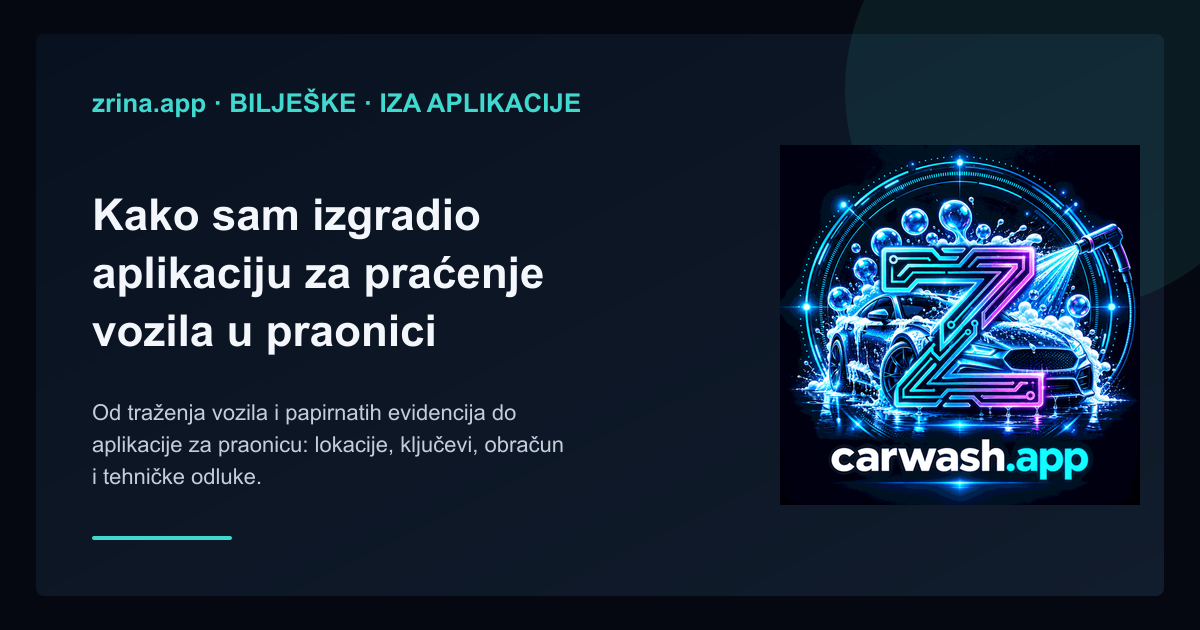 zrina.app · BILJEŠKE · IZA APLIKACIJE
Kako sam izgradio
aplikaciju za praćenje
vozila u praonici
Od traženja vozila i papirnatih evidencija do
aplikacije za praonicu: lokacije, ključevi, obračun
i tehničke odluke.
Z
carwash.app